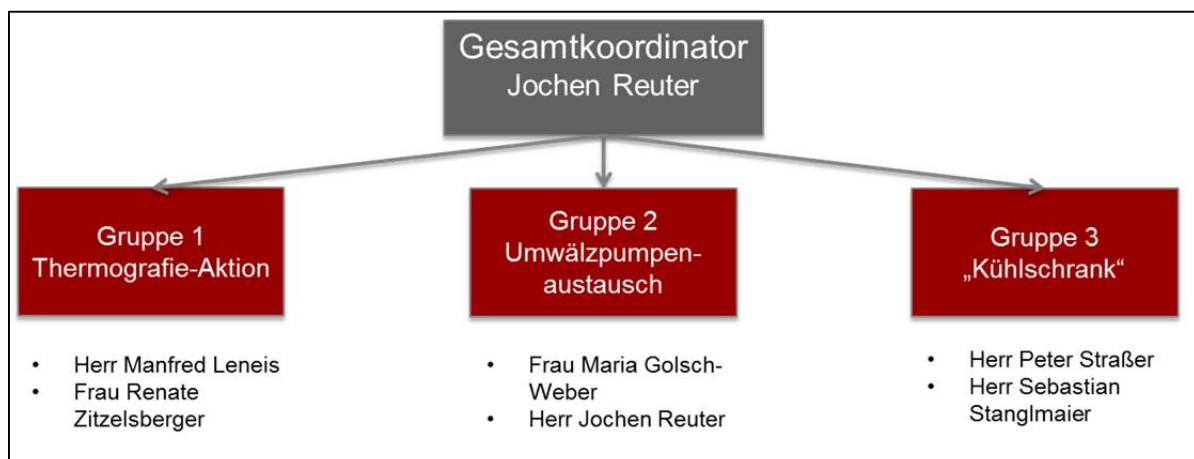 Gesamtkoordinator
Jochen Reuter
Gruppe 1
Thermografie-Aktion
Gruppe 2
Umwälzpumpen-
austausch
Gruppe 3
„Kühlschrank“
• Herr Manfred Leneis
• Frau Renate
Zitzelsberger
• Frau Maria Golsch-
Weber
• Herr Jochen Reuter
• Herr Peter Straßer
• Herr Sebastian
Stanglmaier